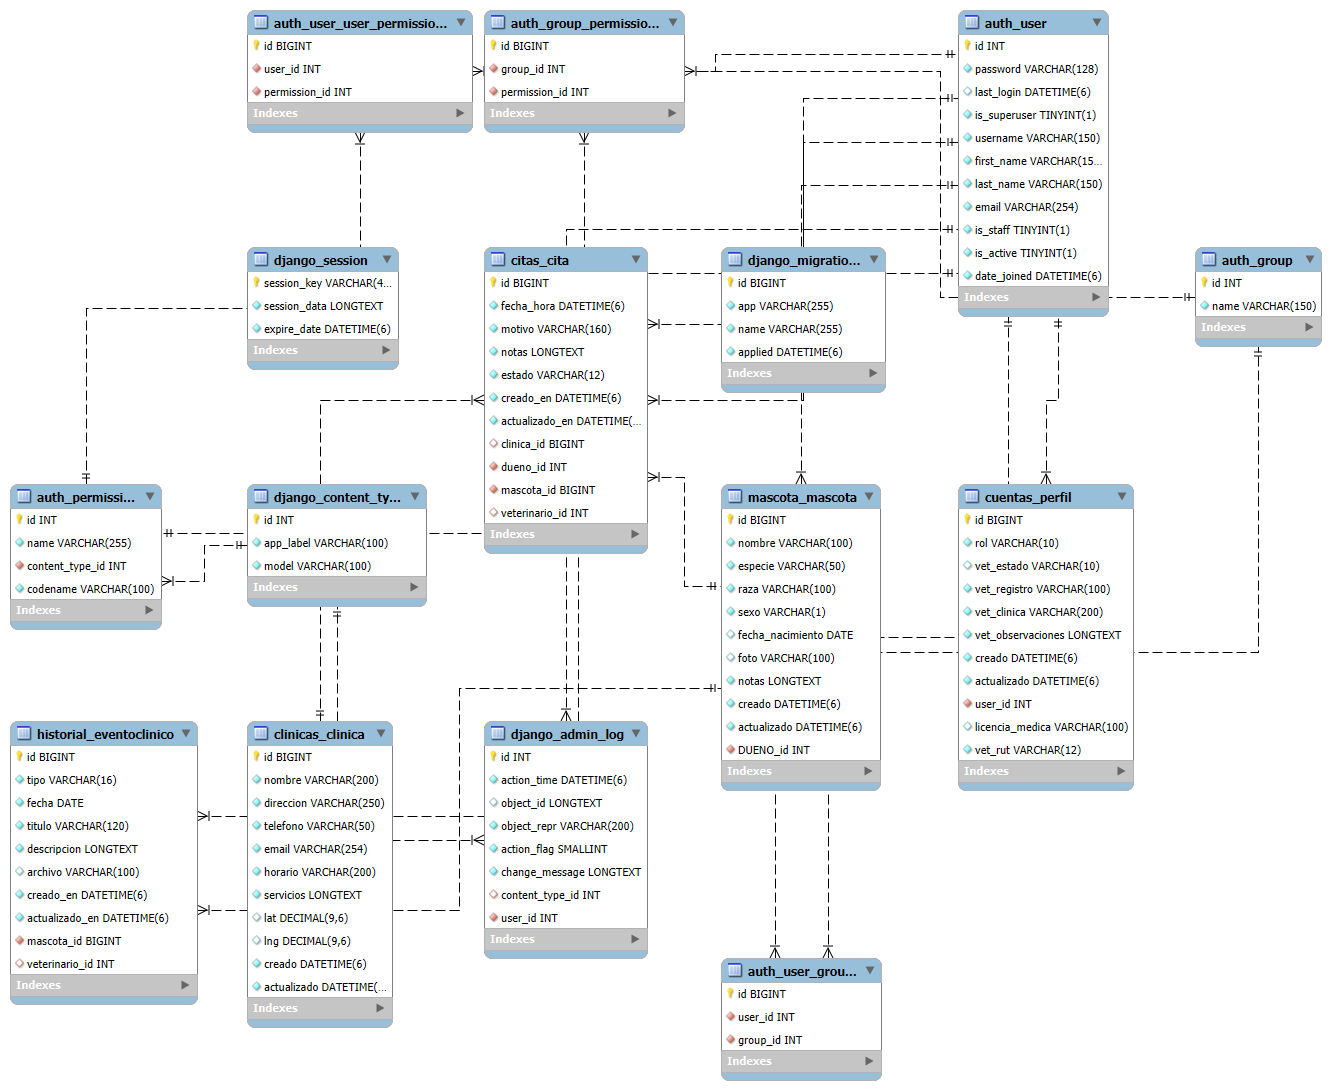 auth_user_user_permissio...
id BIGINT
user_id INT
permission_id INT
Indexes
auth_group_permissio...
id BIGINT
group_id INT
permission_id INT
Indexes
auth_user
id INT
password VARCHAR(128)
last_login DATETIME(6)
is_superuser TINYINT(1)
username VARCHAR(150)
first_name VARCHAR(15...
last_name VARCHAR(150)
email VARCHAR(254)
is_staff TINYINT(1)
is_active TINYINT(1)
date_joined DATETIME(6)
Indexes
django_session
session_key VARCHAR(4...
session_data LONGTEXT
expire_date DATETIME(6)
Indexes
citas_cita
id BIGINT
fecha_hora DATETIME(6)
motivo VARCHAR(160)
notas LONGTEXT
estado VARCHAR(12)
creado_en DATETIME(6)
actualizado_en DATETIME(...
clinica_id BIGINT
dueno_id INT
mascota_id BIGINT
veterinario_id INT
Indexes
django_migratio...
id BIGINT
app VARCHAR(255)
name VARCHAR(255)
applied DATETIME(6)
Indexes
auth_group
id INT
name VARCHAR(150)
Indexes
auth_permissi...
id INT
name VARCHAR(255)
content_type_id INT
codename VARCHAR(100)
Indexes
django_content_ty...
id INT
app_label VARCHAR(100)
model VARCHAR(100)
Indexes
mascota_mascota
id BIGINT
nombre VARCHAR(100)
especie VARCHAR(50)
raza VARCHAR(100)
sexo VARCHAR(1)
fecha_nacimiento DATE
foto VARCHAR(100)
notas LONGTEXT
creado DATETIME(6)
actualizado DATETIME(6)
DUENO_id INT
Indexes
cuentas_perfil
id BIGINT
rol VARCHAR(10)
vet_estado VARCHAR(10)
vet_registro VARCHAR(100)
vet_clinica VARCHAR(200)
vet_observaciones LONGTEXT
creado DATETIME(6)
actualizado DATETIME(6)
user_id INT
licencia_medica VARCHAR(100)
vet_rut VARCHAR(12)
Indexes
historial_eventoclinico
id BIGINT
tipo VARCHAR(16)
fecha DATE
titulo VARCHAR(120)
descripcion LONGTEXT
archivo VARCHAR(100)
creado_en DATETIME(6)
actualizado_en DATETIME(6)
mascota_id BIGINT
veterinario_id INT
Indexes
clinicas_clinica
id BIGINT
nombre VARCHAR(200)
direccion VARCHAR(250)
telefono VARCHAR(50)
email VARCHAR(254)
horario VARCHAR(200)
servicios LONGTEXT
lat DECIMAL(9,6)
lng DECIMAL(9,6)
creado DATETIME(6)
actualizado DATETIME(...
Indexes
django_admin_log
id INT
action_time DATETIME(6)
object_id LONGTEXT
object_repr VARCHAR(200)
action_flag SMALLINT
change_message LONGTEXT
content_type_id INT
user_id INT
Indexes
auth_user_grou...
id BIGINT
user_id INT
group_id INT
Indexes